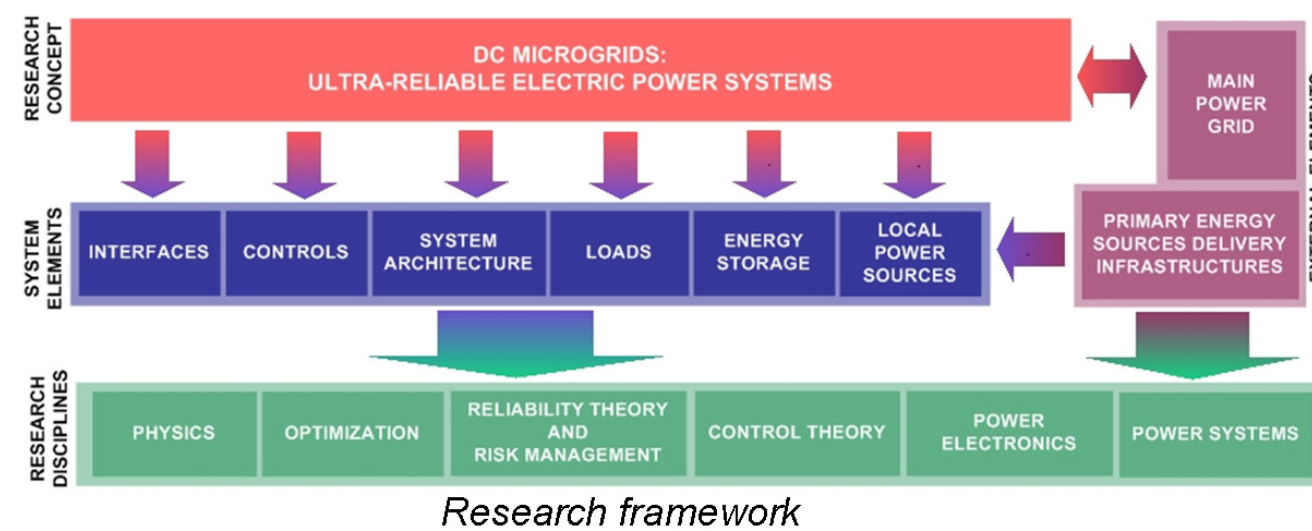 RESEARCH
CONCEPT
DC MICROGRIDS:
ULTRA-RELIABLE ELECTRIC POWER SYSTEMS
MAIN
POWER
GRID
SYSTEM
ELEMENTS
INTERFACES
CONTROLS
SYSTEM
ARCHITECTURE
LOADS
ENERGY
STORAGE
LOCAL
POWER
SOURCES
PRIMARY ENERGY
SOURCES DELIVERY
INFRASTRUCTURES
RESEARCH
DISCIPLINES
PHYSICS
OPTIMIZATION
RELIABILITY THEORY
AND
RISK MANAGEMENT
CONTROL THEORY
POWER
ELECTRONICS
POWER SYSTEMS
Research framework